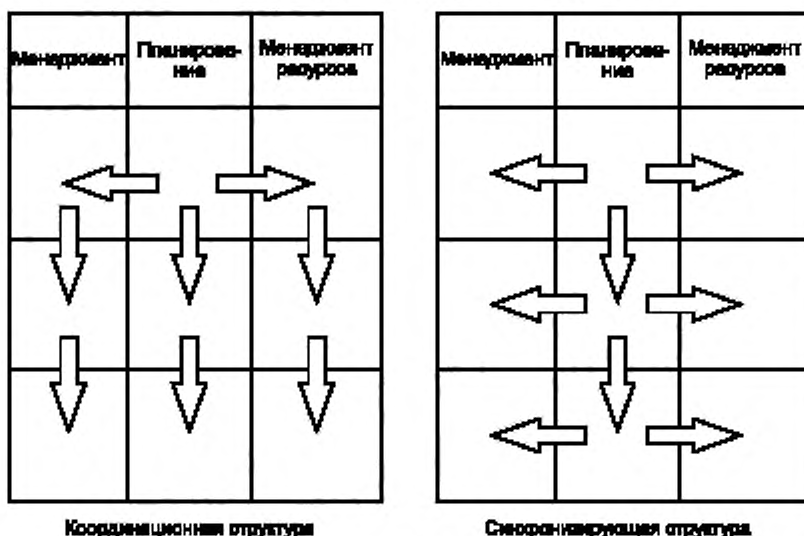 Менеджмент
Планирова-
ние
Менеджмент
ресурсов
Менеджмент
Планирова-
ние
Менеджмент
ресурсов
Координационная структура
Синхронизирующая структура